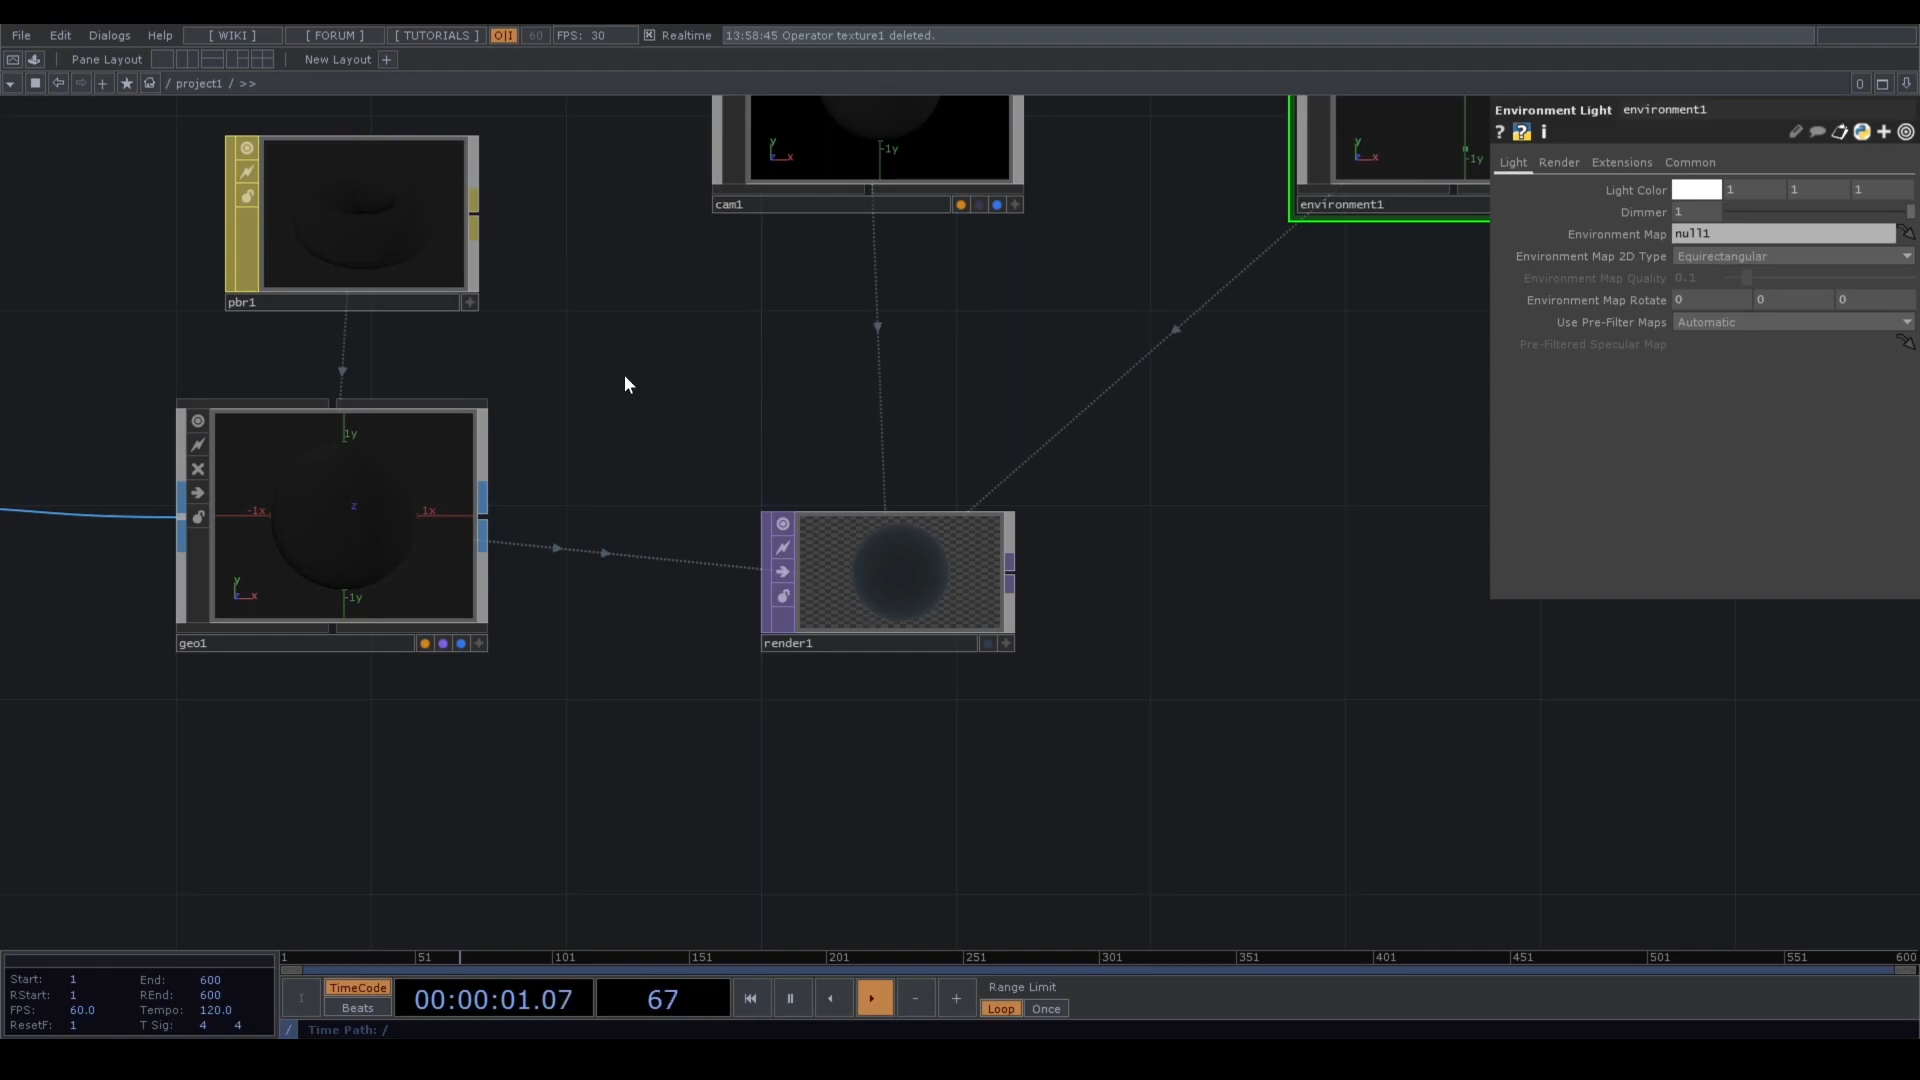 File Edit Dialogs Help [ WIKI ] [ FORUM ] [ TUTORIALS ] O|I 60 FPS: 30 Realtime 13:58:45 Operator texture1 deleted.
Pane Layout New Layout +
/ project1 / >> 0
Environment Light environment1
? ? i
Light Render Extensions Common
Light Color 1 1 1
Dimmer 1
Environment Map null1
Environment Map 2D Type Equirectangular
Environment Map Quality 0.1
Environment Map Rotate 0 0 0
Use Pre-Filter Maps Automatic
Pre-Filtered Specular Map
y x -1y
cam1
y -1y
environment1
pbr1
1y
-1x z 1x
y x -1y
geo1
render1
1 51 101 151 201 251 301 351 401 451 501 551 600
Start: 1 End: 600
RStart: 1 REnd: 600
FPS: 60.0 Tempo: 120.0
ResetF: 1 T Sig: 4 4
I TimeCode
Beats
00:00:01.07 67
- +
Range Limit
Loop Once
/ Time Path: /